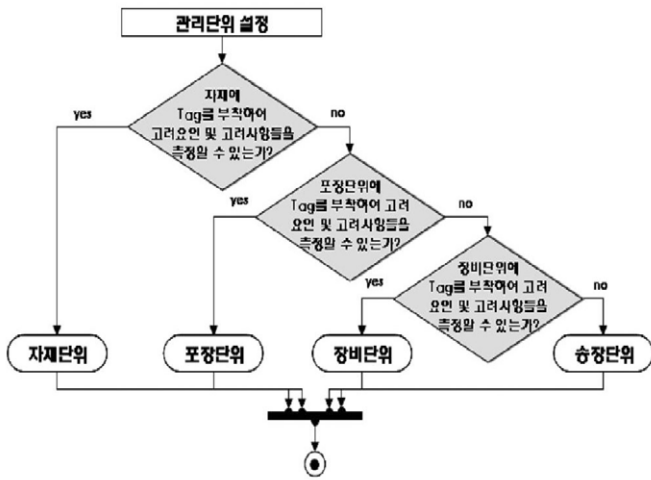 관리단위 설정
자재에
Tag를 부착하여
고려요인 및 고려사항들을
측정할 수 있는가?
yes
no
포장단위에
Tag를 부착하여 고려
요인 및 고려사항들을
측정할 수 있는가?
yes
no
장비단위에
Tag를 부착하여 고려
요인 및 고려사항들을
측정할 수 있는가?
yes
no
자재단위
포장단위
장비단위
송장단위